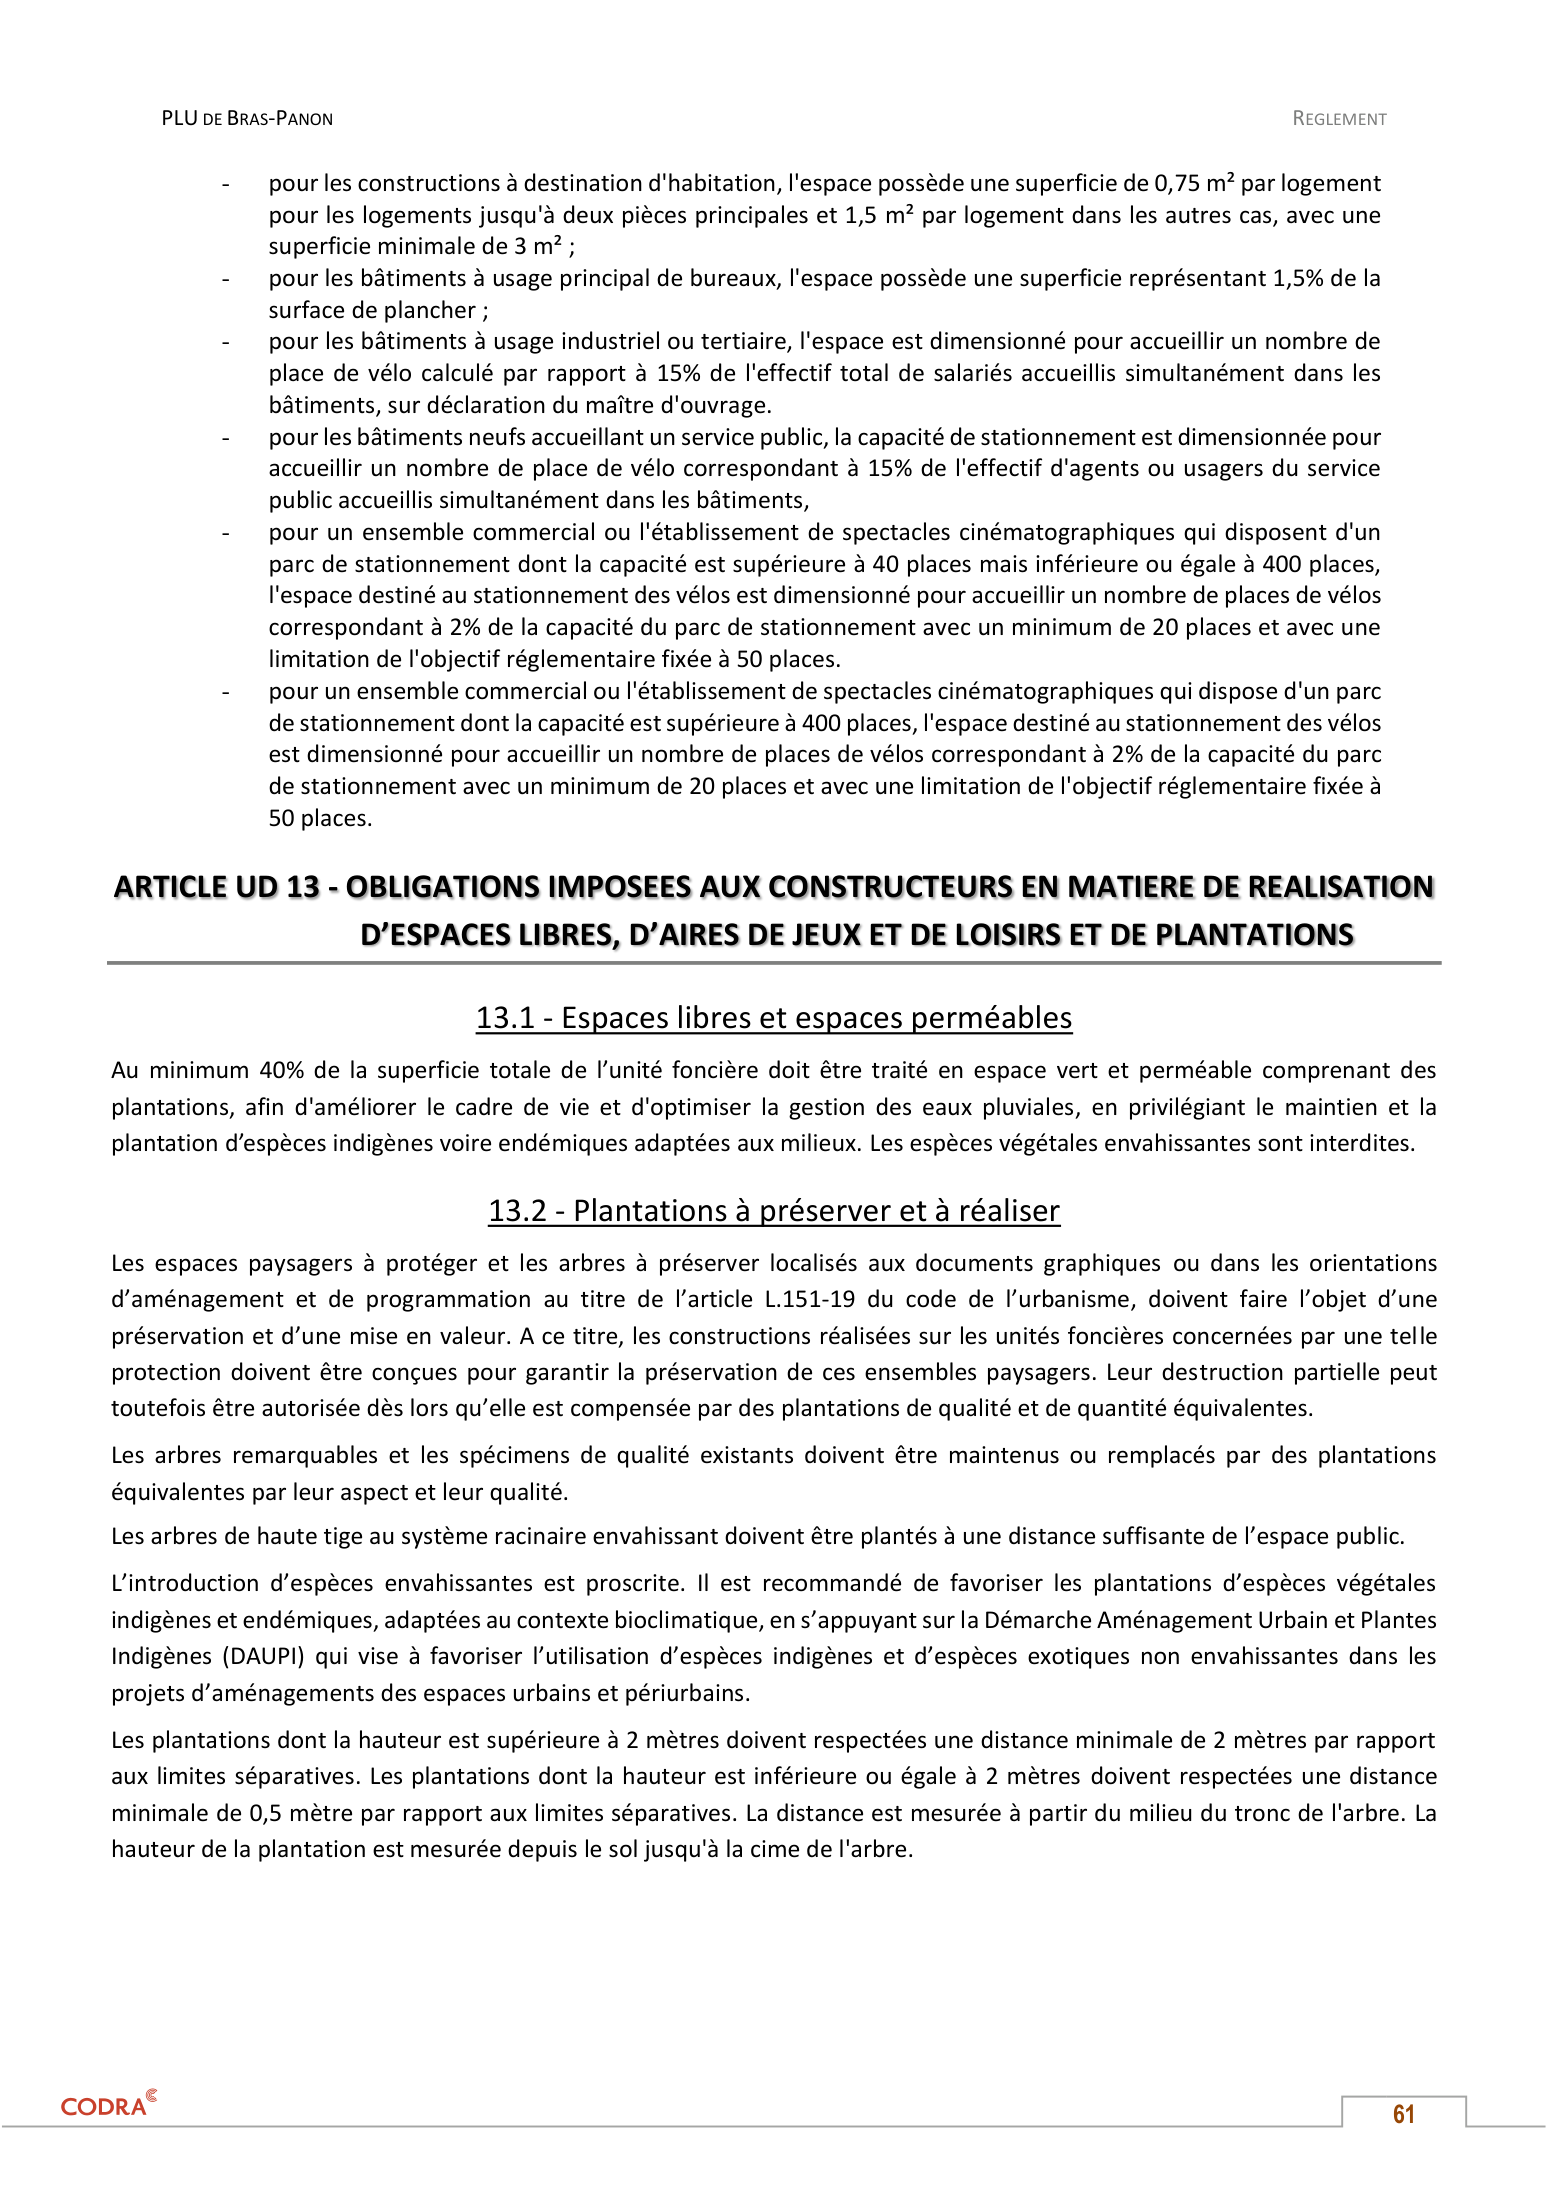 PLU DE BRAS-PANON
REGLEMENT
- pour les constructions à destination d'habitation, l'espace possède une superficie de 0,75 m² par logement
pour les logements jusqu'à deux pièces principales et 1,5 m² par logement dans les autres cas, avec une
superficie minimale de 3 m² ;
- pour les bâtiments à usage principal de bureaux, l'espace possède une superficie représentant 1,5% de la
surface de plancher ;
- pour les bâtiments à usage industriel ou tertiaire, l'espace est dimensionné pour accueillir un nombre de
place de vélo calculé par rapport à 15% de l'effectif total de salariés accueillis simultanément dans les
bâtiments, sur déclaration du maître d'ouvrage.
- pour les bâtiments neufs accueillant un service public, la capacité de stationnement est dimensionnée pour
accueillir un nombre de place de vélo correspondant à 15% de l'effectif d'agents ou usagers du service
public accueillis simultanément dans les bâtiments,
- pour un ensemble commercial ou l'établissement de spectacles cinématographiques qui disposent d'un
parc de stationnement dont la capacité est supérieure à 40 places mais inférieure ou égale à 400 places,
l'espace destiné au stationnement des vélos est dimensionné pour accueillir un nombre de places de vélos
correspondant à 2% de la capacité du parc de stationnement avec un minimum de 20 places et avec une
limitation de l'objectif réglementaire fixée à 50 places.
- pour un ensemble commercial ou l'établissement de spectacles cinématographiques qui dispose d'un parc
de stationnement dont la capacité est supérieure à 400 places, l'espace destiné au stationnement des vélos
est dimensionné pour accueillir un nombre de places de vélos correspondant à 2% de la capacité du parc
de stationnement avec un minimum de 20 places et avec une limitation de l'objectif réglementaire fixée à
50 places.
ARTICLE UD 13 - OBLIGATIONS IMPOSEES AUX CONSTRUCTEURS EN MATIERE DE REALISATION
D’ESPACES LIBRES, D’AIRES DE JEUX ET DE LOISIRS ET DE PLANTATIONS
13.1 - Espaces libres et espaces perméables
Au minimum 40% de la superficie totale de l’unité foncière doit être traité en espace vert et perméable comprenant des
plantations, afin d'améliorer le cadre de vie et d'optimiser la gestion des eaux pluviales, en privilégiant le maintien et la
plantation d’espèces indigènes voire endémiques adaptées aux milieux. Les espèces végétales envahissantes sont interdites.
13.2 - Plantations à préserver et à réaliser
Les espaces paysagers à protéger et les arbres à préserver localisés aux documents graphiques ou dans les orientations
d’aménagement et de programmation au titre de l’article L.151-19 du code de l’urbanisme, doivent faire l’objet d’une
préservation et d’une mise en valeur. A ce titre, les constructions réalisées sur les unités foncières concernées par une telle
protection doivent être conçues pour garantir la préservation de ces ensembles paysagers. Leur destruction partielle peut
toutefois être autorisée dès lors qu’elle est compensée par des plantations de qualité et de quantité équivalentes.
Les arbres remarquables et les spécimens de qualité existants doivent être maintenus ou remplacés par des plantations
équivalentes par leur aspect et leur qualité.
Les arbres de haute tige au système racinaire envahissant doivent être plantés à une distance suffisante de l’espace public.
L’introduction d’espèces envahissantes est proscrite. Il est recommandé de favoriser les plantations d’espèces végétales
indigènes et endémiques, adaptées au contexte bioclimatique, en s’appuyant sur la Démarche Aménagement Urbain et Plantes
Indigènes (DAUPI) qui vise à favoriser l’utilisation d’espèces indigènes et d’espèces exotiques non envahissantes dans les
projets d’aménagements des espaces urbains et périurbains.
Les plantations dont la hauteur est supérieure à 2 mètres doivent respectées une distance minimale de 2 mètres par rapport
aux limites séparatives. Les plantations dont la hauteur est inférieure ou égale à 2 mètres doivent respectées une distance
minimale de 0,5 mètre par rapport aux limites séparatives. La distance est mesurée à partir du milieu du tronc de l'arbre. La
hauteur de la plantation est mesurée depuis le sol jusqu'à la cime de l'arbre.
CODRA
61